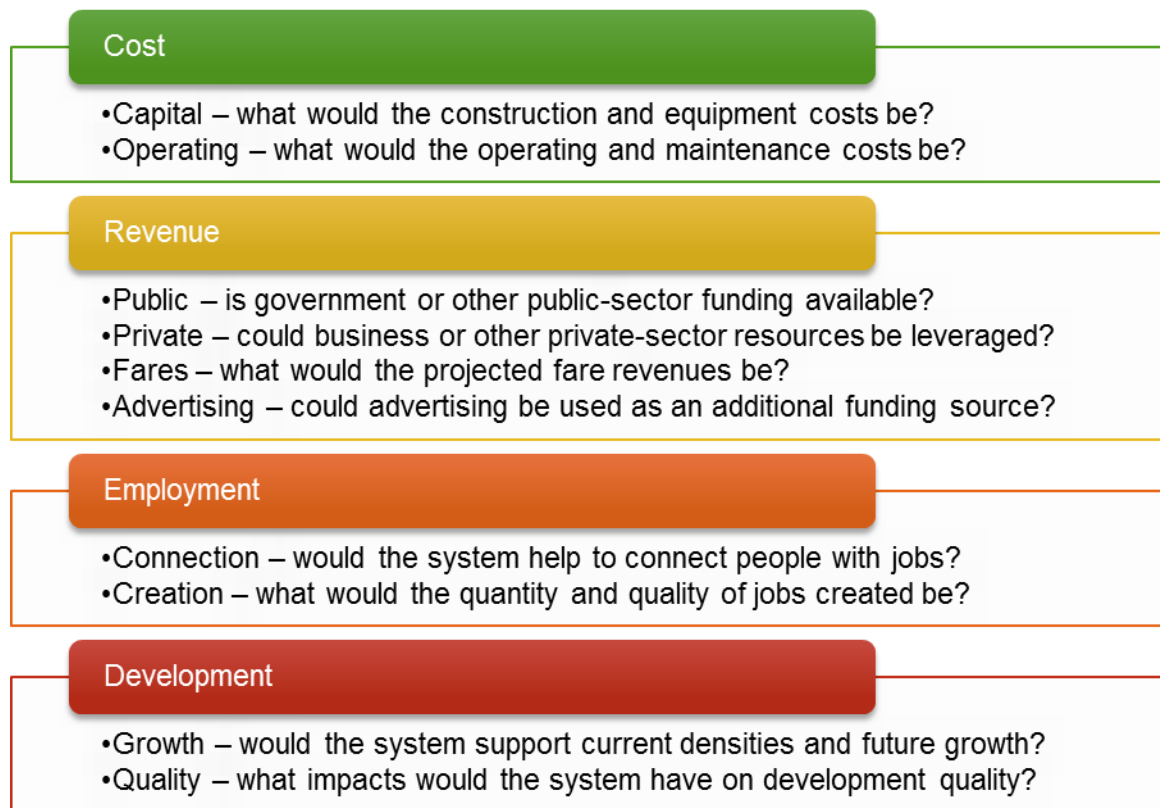 Cost
•Capital – what would the construction and equipment costs be?
•Operating – what would the operating and maintenance costs be?
Revenue
•Public – is government or other public-sector funding available?
•Private – could business or other private-sector resources be leveraged?
•Fares – what would the projected fare revenues be?
•Advertising – could advertising be used as an additional funding source?
Employment
•Connection – would the system help to connect people with jobs?
•Creation – what would the quantity and quality of jobs created be?
Development
•Growth – would the system support current densities and future growth?
•Quality – what impacts would the system have on development quality?